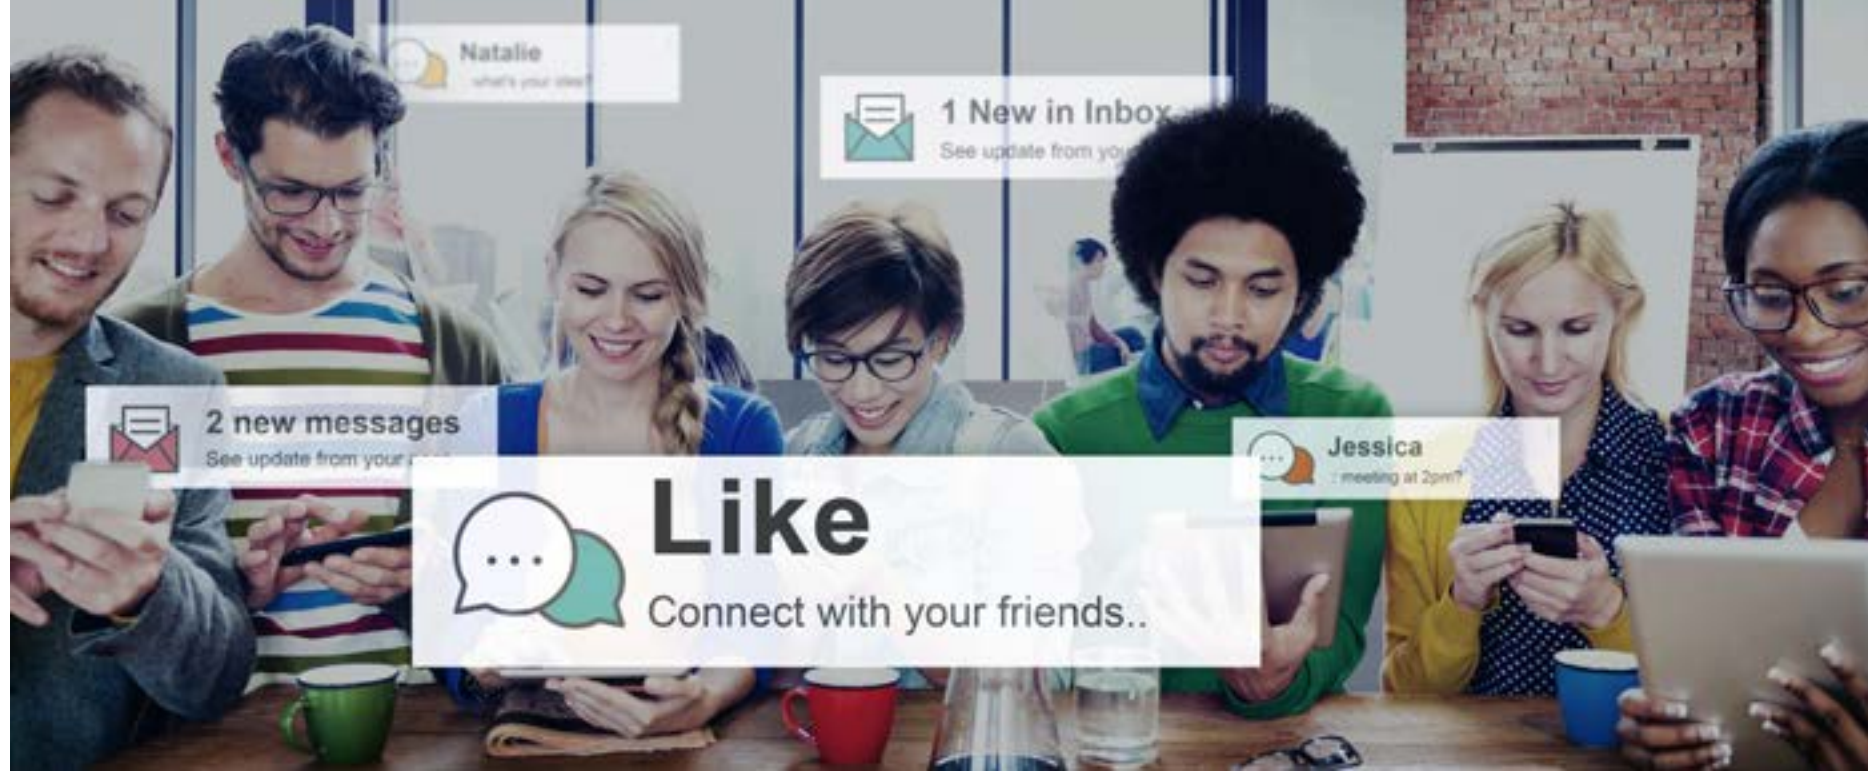 Natalie
what's your idea?
1 New in Inbox
See update from you
2 new messages
See update from your
Like
Connect with your friends..
Jessica
: meeting at 2pm?